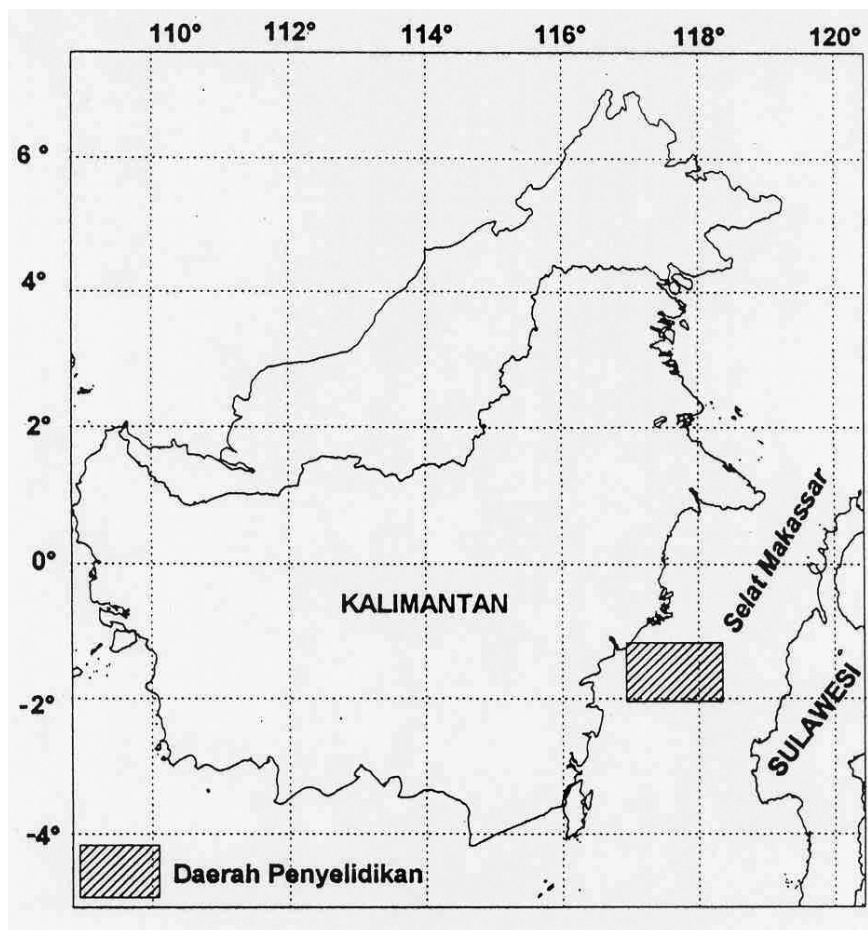 110° 112° 114° 116° 118° 120°
6°
4°
2°
0°
-2°
-4°
KALIMANTAN
Selat Makassar
SULAWESI
Daerah Penyelidikan